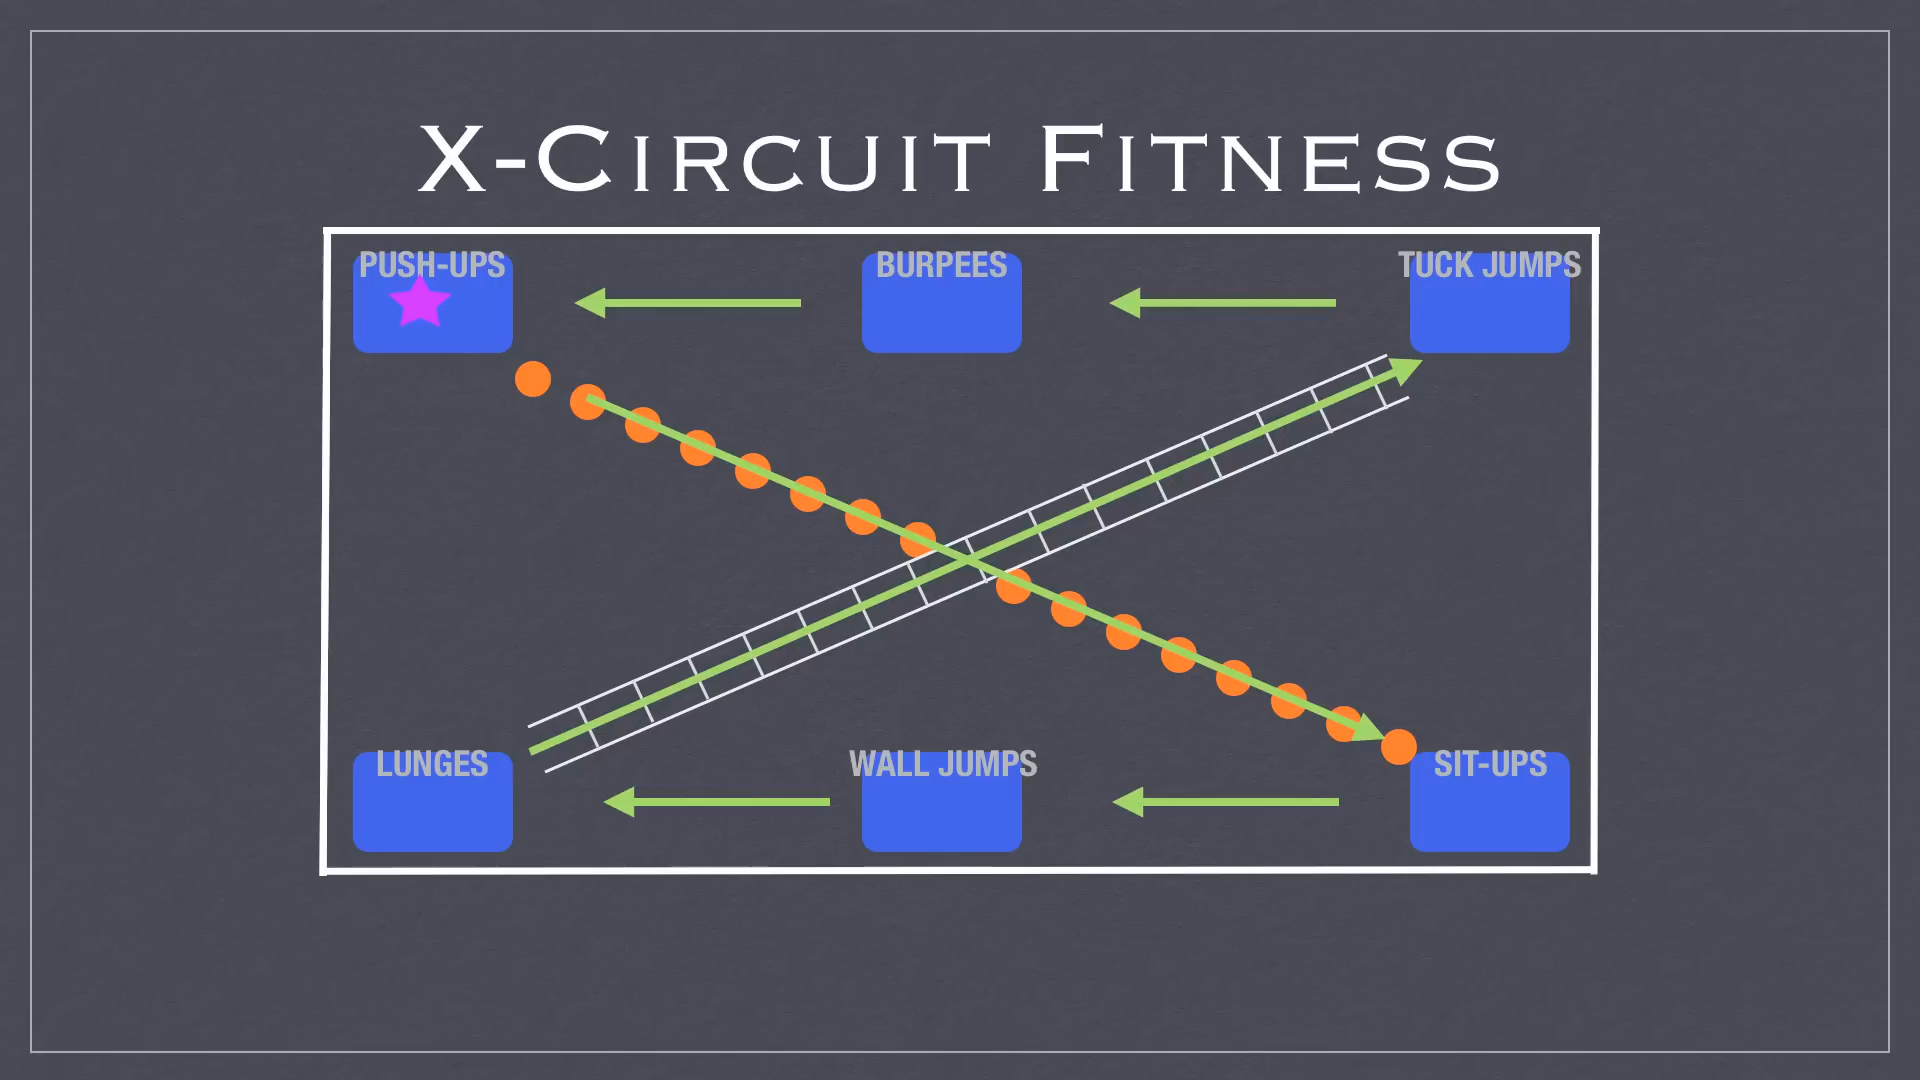 X-CIRCUIT FITNESS
PUSH-UPS
BURPEES
TUCK JUMPS
LUNGES
WALL JUMPS
SIT-UPS